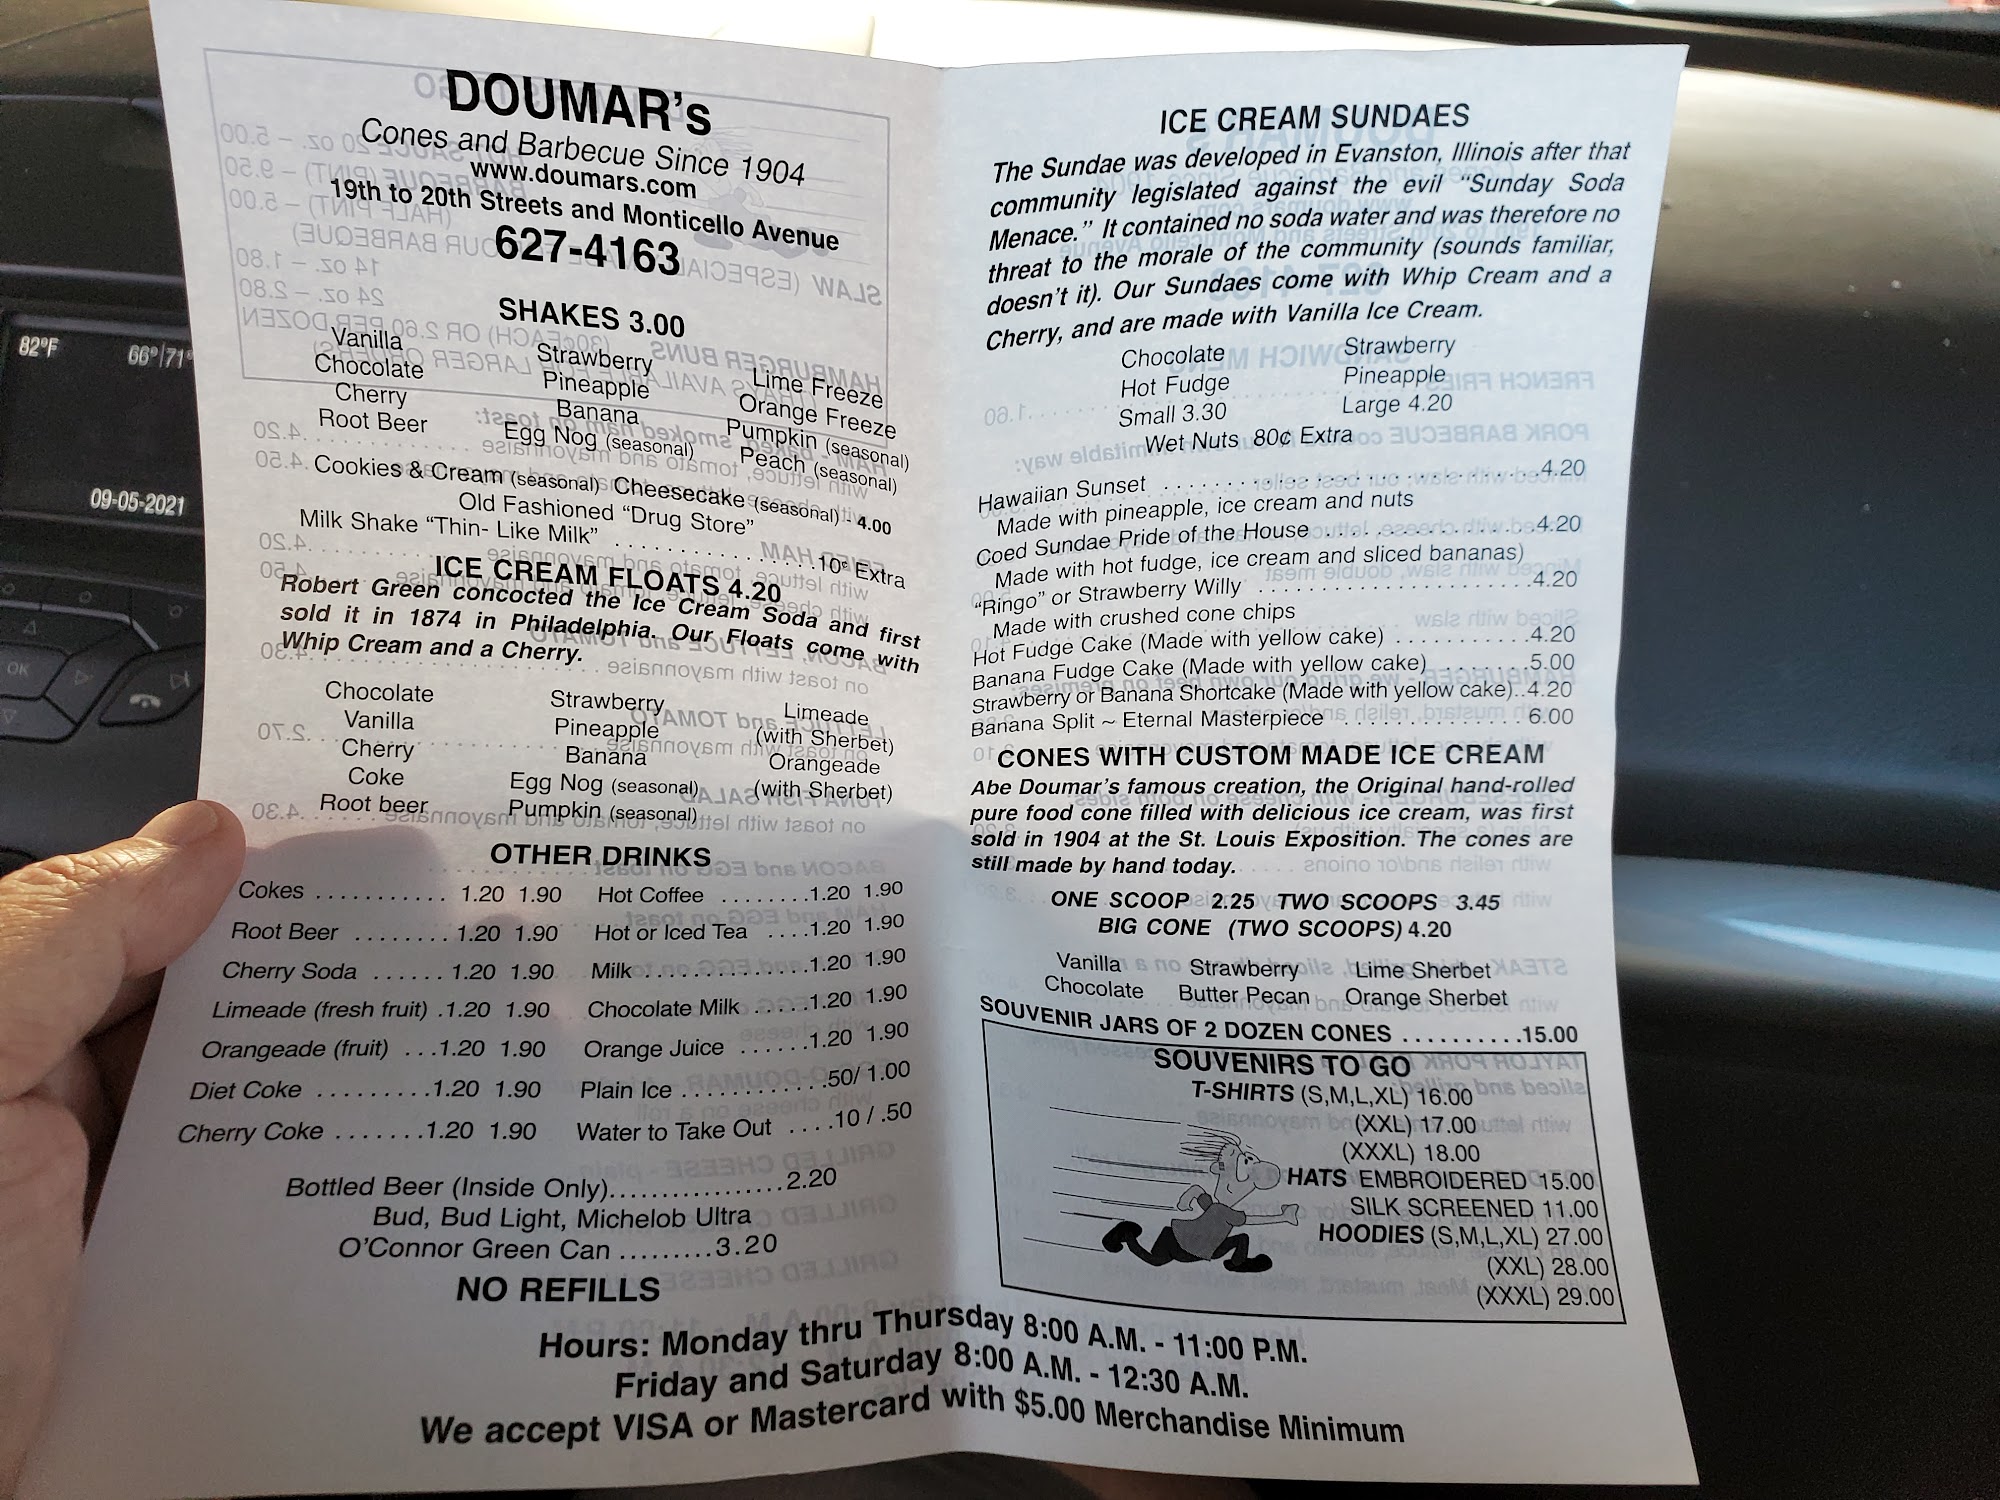 DOUMAR's
Cones and Barbecue Since 1904
www.doumars.com
19th to 20th Streets and Monticello Avenue
627-4163
SHAKES 3.00
Vanilla Strawberry Lime Freeze
Chocolate Pineapple Orange Freeze
Cherry Banana Pumpkin (seasonal)
Root Beer Egg Nog (seasonal) Peach (seasonal)
Cookies & Cream (seasonal) Cheesecake (seasonal) - 4.00
Old Fashioned "Drug Store"
Milk Shake "Thin- Like Milk" ............10¢ Extra
ICE CREAM FLOATS 4.20
Robert Green concocted the Ice Cream Soda and first
sold it in 1874 in Philadelphia. Our Floats come with
Whip Cream and a Cherry.
Chocolate Strawberry Limeade
Vanilla Pineapple (with Sherbet)
Cherry Banana Orangeade
Coke Egg Nog (seasonal) (with Sherbet)
Root beer Pumpkin (seasonal)
OTHER DRINKS
Cokes ........... 1.20 1.90 Hot Coffee ........1.20 1.90
Root Beer ........1.20 1.90 Hot or Iced Tea ....1.20 1.90
Cherry Soda ......1.20 1.90 Milk...............1.20 1.90
Limeade (fresh fruit) .1.20 1.90 Chocolate Milk .....1.20 1.90
Orangeade (fruit) ...1.20 1.90 Orange Juice ......1.20 1.90
Diet Coke .........1.20 1.90 Plain Ice ...........50/ 1.00
Cherry Coke .......1.20 1.90 Water to Take Out ....10 / .50
Bottled Beer (Inside Only)..................2.20
Bud, Bud Light, Michelob Ultra
O'Connor Green Can .........3.20
NO REFILLS
ICE CREAM SUNDAES
The Sundae was developed in Evanston, Illinois after that
community legislated against the evil "Sunday Soda
Menace." It contained no soda water and was therefore no
threat to the morale of the community (sounds familiar,
doesn't it). Our Sundaes come with Whip Cream and a
Cherry, and are made with Vanilla Ice Cream.
Chocolate Strawberry
Hot Fudge Pineapple
Small 3.30 Large 4.20
Wet Nuts 80¢ Extra
Hawaiian Sunset ..............................4.20
Made with pineapple, ice cream and nuts
Coed Sundae Pride of the House .................4.20
Made with hot fudge, ice cream and sliced bananas)
"Ringo" or Strawberry Willy ......................4.20
Made with crushed cone chips
Hot Fudge Cake (Made with yellow cake) ...........4.20
Banana Fudge Cake (Made with yellow cake) .......5.00
Strawberry or Banana Shortcake (Made with yellow cake)..4.20
Banana Split ~ Eternal Masterpiece ................6.00
CONES WITH CUSTOM MADE ICE CREAM
Abe Doumar's famous creation, the Original hand-rolled
pure food cone filled with delicious ice cream, was first
sold in 1904 at the St. Louis Exposition. The cones are
still made by hand today.
ONE SCOOP 2.25 TWO SCOOPS 3.45
BIG CONE (TWO SCOOPS) 4.20
Vanilla Strawberry Lime Sherbet
Chocolate Butter Pecan Orange Sherbet
SOUVENIR JARS OF 2 DOZEN CONES ..........15.00
SOUVENIRS TO GO
T-SHIRTS (S,M,L,XL) 16.00
(XXL) 17.00
(XXXL) 18.00
HATS EMBROIDERED 15.00
SILK SCREENED 11.00
HOODIES (S,M,L,XL) 27.00
(XXL) 28.00
(XXXL) 29.00
Hours: Monday thru Thursday 8:00 A.M. - 11:00 P.M.
Friday and Saturday 8:00 A.M. - 12:30 A.M.
We accept VISA or Mastercard with $5.00 Merchandise Minimum
82°F 66°|71°
09-05-2021
OK